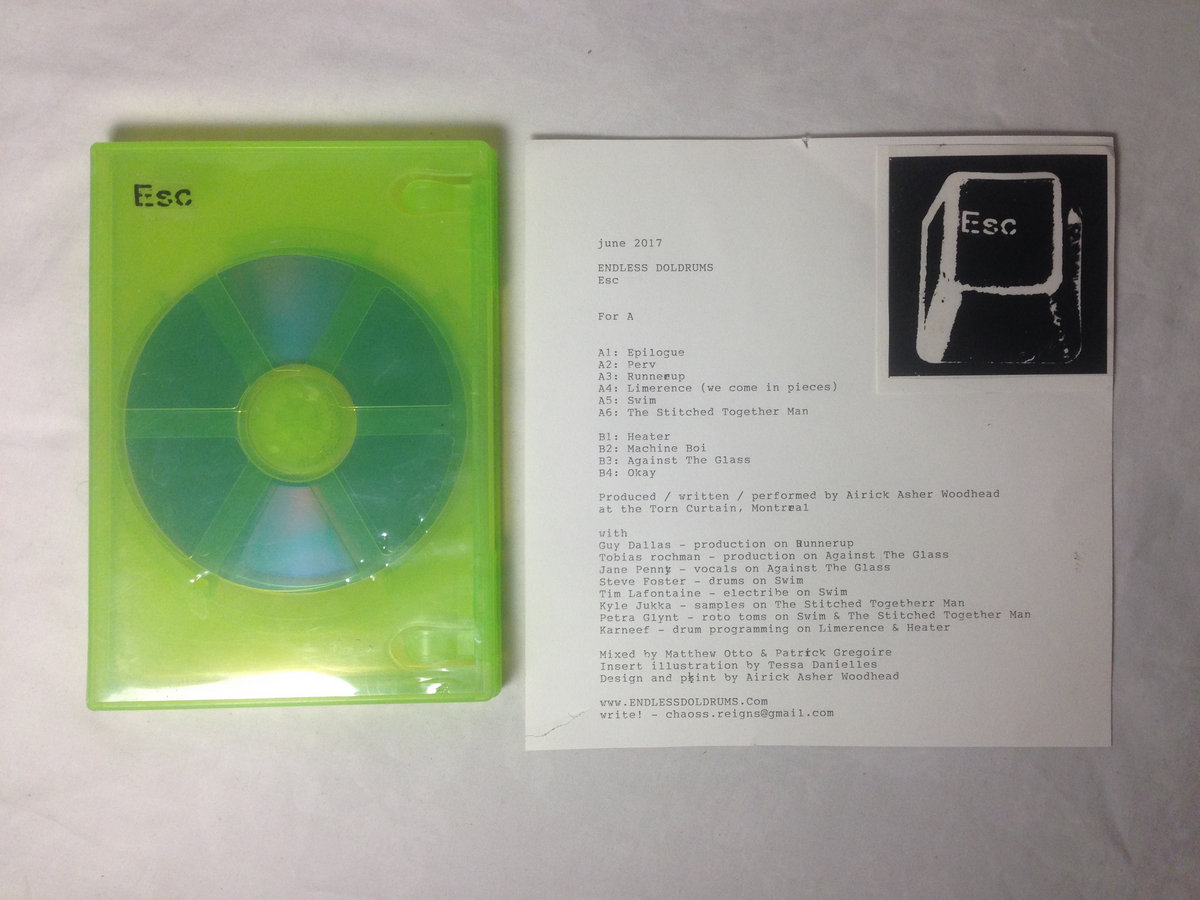 Esc
Esc
june 2017
ENDLESS DOLDRUMS
Esc
For A
A1: Epilogue
A2: Perv
A3: Runnerup
A4: Limerence (we come in pieces)
A5: Swim
A6: The Stitched Together Man
B1: Heater
B2: Machine Boi
B3: Against The Glass
B4: Okay
Produced / written / performed by Airick Asher Woodhead
at the Torn Curtain, Montreal
with
Guy Dallas - production on Runnerup
Tobias rochman - production on Against The Glass
Jane Penny - vocals on Against The Glass
Steve Foster - drums on Swim
Tim Lafontaine - electribe on Swim
Kyle Jukka - samples on The Stitched Togetherr Man
Petra Glynt - roto toms on Swim & The Stitched Together Man
Karneef - drum programming on Limerence & Heater
Mixed by Matthew Otto & Patrick Gregoire
Insert illustration by Tessa Danielles
Design and print by Airick Asher Woodhead
www.ENDLESSDOLDRUMS.Com
write! - chaoss.reigns@gmail.com